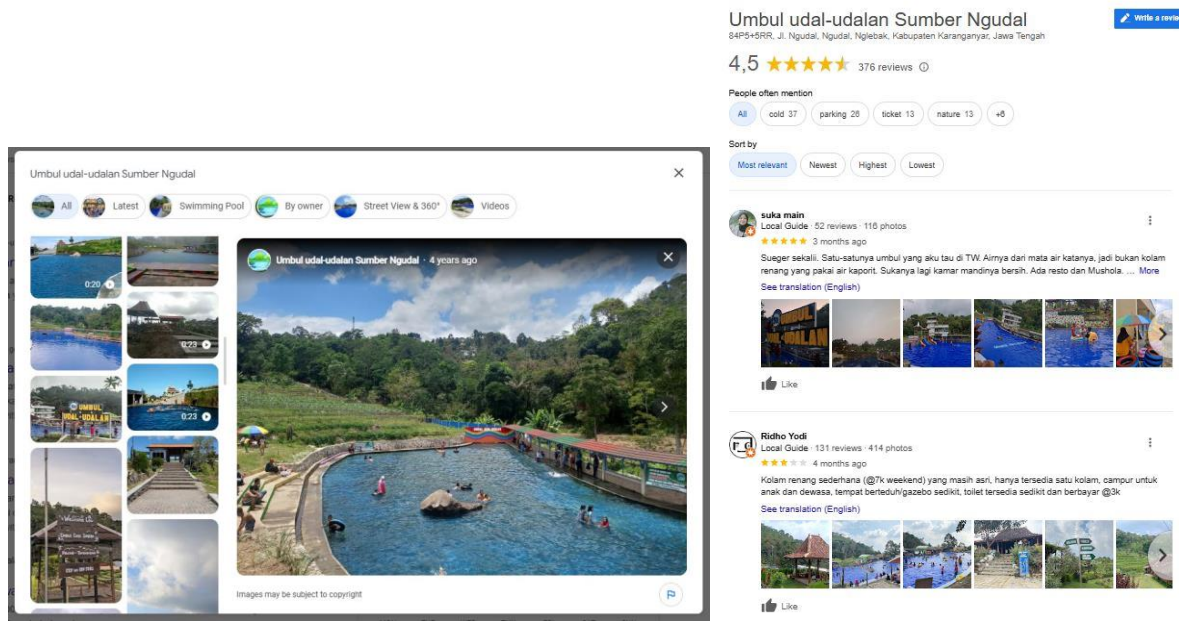 Umbul udal-udalan Sumber Ngudal
All
Latest
Swimming Pool
By owner
Street View & 360°
Videos
0:20
0:23
0:23
UMBUL
UDAL-UDALAN
Umbul udal-udalan Sumber Ngudal · 4 years ago
Images may be subject to copyright
Umbul udal-udalan Sumber Ngudal
Write a revie
84P5+5RR, Jl. Ngudal, Ngudal, Nglebak, Kabupaten Karanganyar, Jawa Tengah
4,5
376 reviews
People often mention
All
cold 37
parking 26
ticket 13
nature 13
+6
Sort by
Most relevant
Newest
Highest
Lowest
suka main
Local Guide · 52 reviews · 116 photos
3 months ago
Sueger sekalii. Satu-satunya umbul yang aku tau di TW. Airnya dari mata air katanya, jadi bukan kolam
renang yang pakai air kaporit. Sukanya lagi kamar mandinya bersih. Ada resto dan Mushola. ... More
See translation (English)
UMBUL
Like
Ridho Yodi
Local Guide · 131 reviews · 414 photos
4 months ago
Kolam renang sederhana (@7k weekend) yang masih asri, hanya tersedia satu kolam, campur untuk
anak dan dewasa, tempat berteduh/gazebo sedikit, toilet tersedia sedikit dan berbayar @3k
See translation (English)
Like